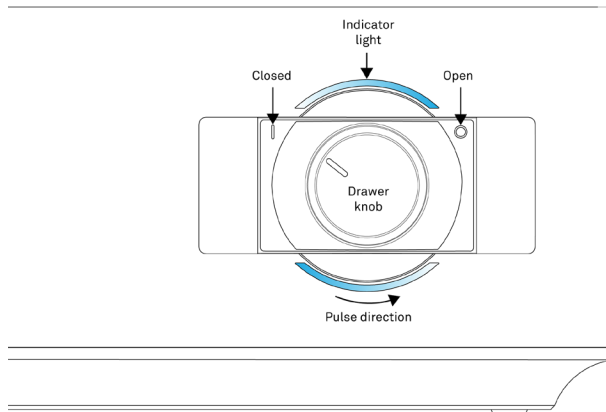 Indicator
light
Closed
Open
Drawer
knob
Pulse direction